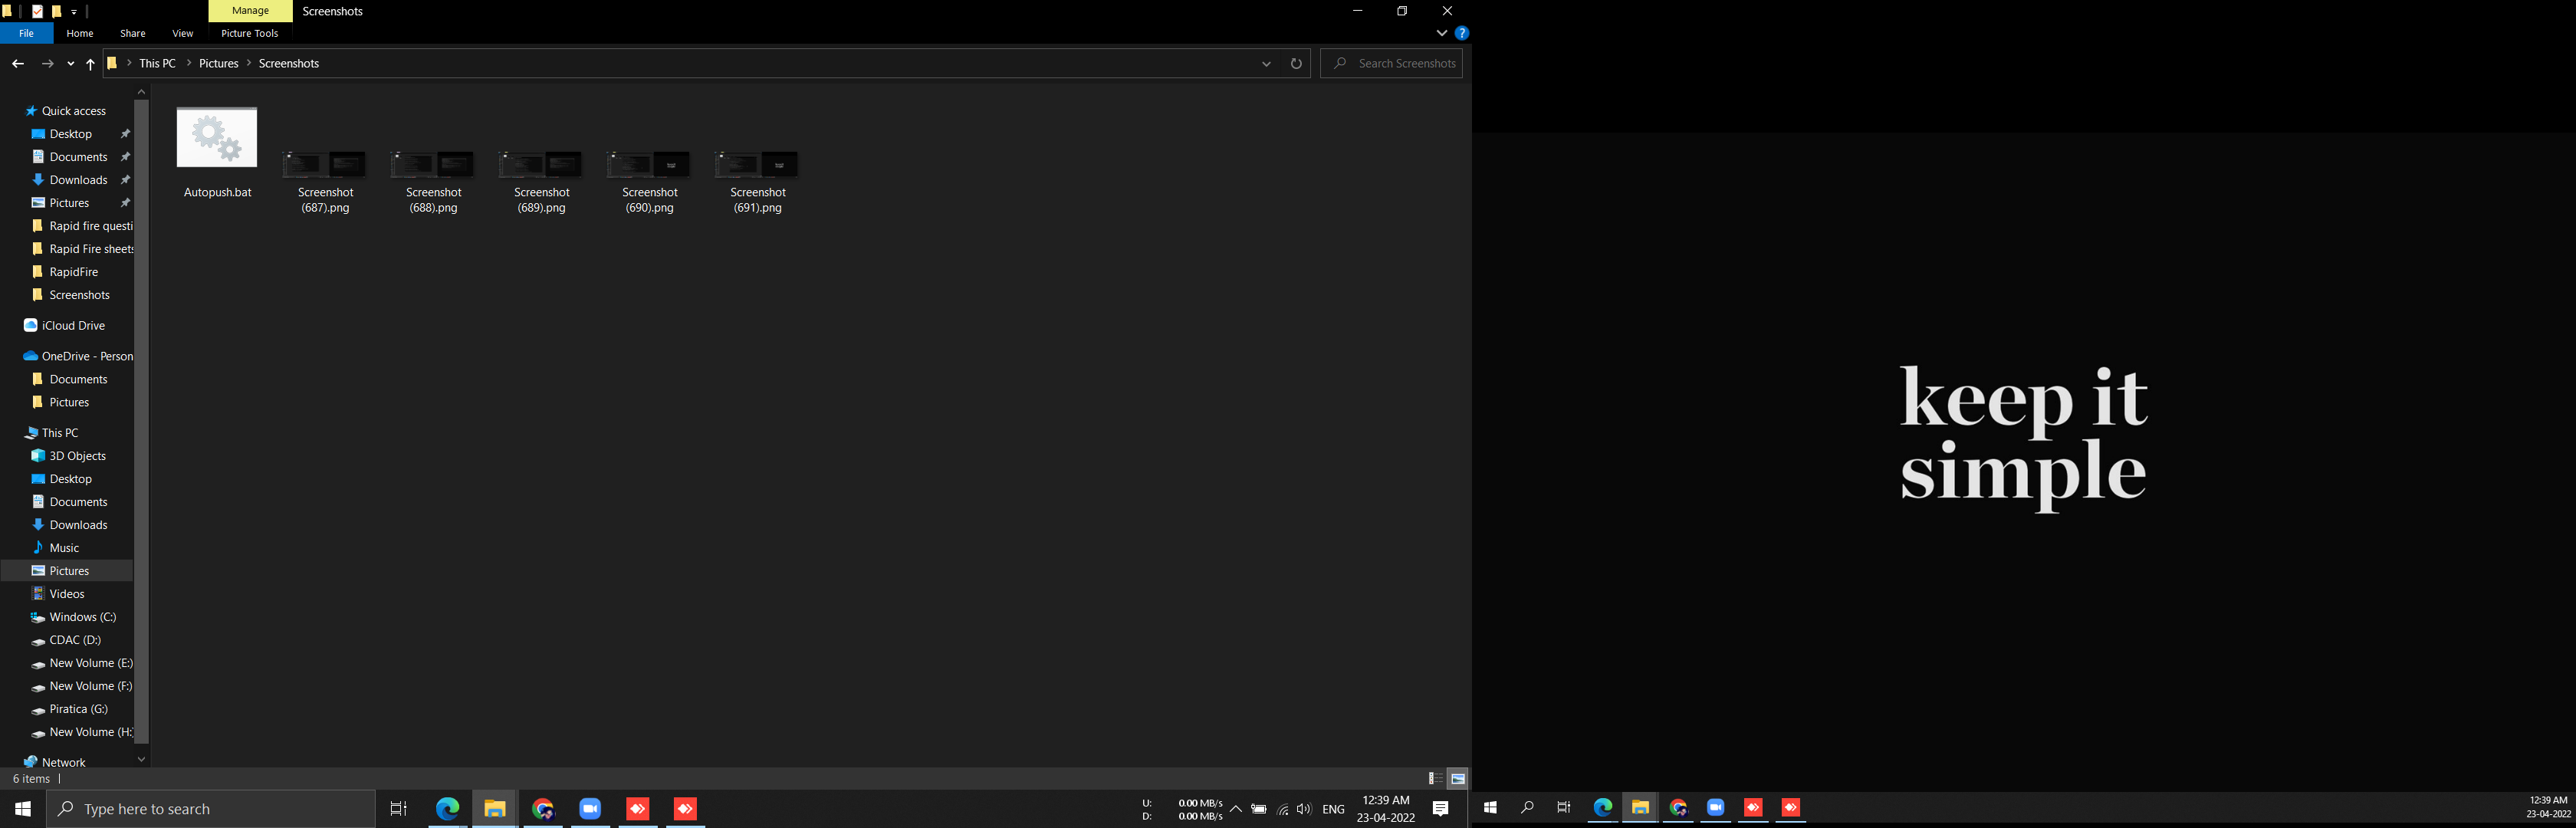 Manage
Screenshots
File
Home
Share
View
Picture Tools
This PC
Pictures
Screenshots
Search Screenshots
Quick access
Desktop
Documents
Downloads
Pictures
Rapid fire questi
Rapid Fire sheets
RapidFire
Screenshots
iCloud Drive
OneDrive - Person
Documents
Pictures
This PC
3D Objects
Desktop
Documents
Downloads
Music
Pictures
Videos
Windows (C:)
CDAC (D:)
New Volume (E:)
New Volume (F:)
Piratica (G:)
New Volume (H:)
Network
6 items
Autopush.bat
Screenshot
(687).png
Screenshot
(688).png
Screenshot
(689).png
Screenshot
(690).png
Screenshot
(691).png
Type here to search
U: 0.00 MB/s
D: 0.00 MB/s
ENG
12:39 AM
23-04-2022
keep it
simple
12:39 AM
23-04-2022